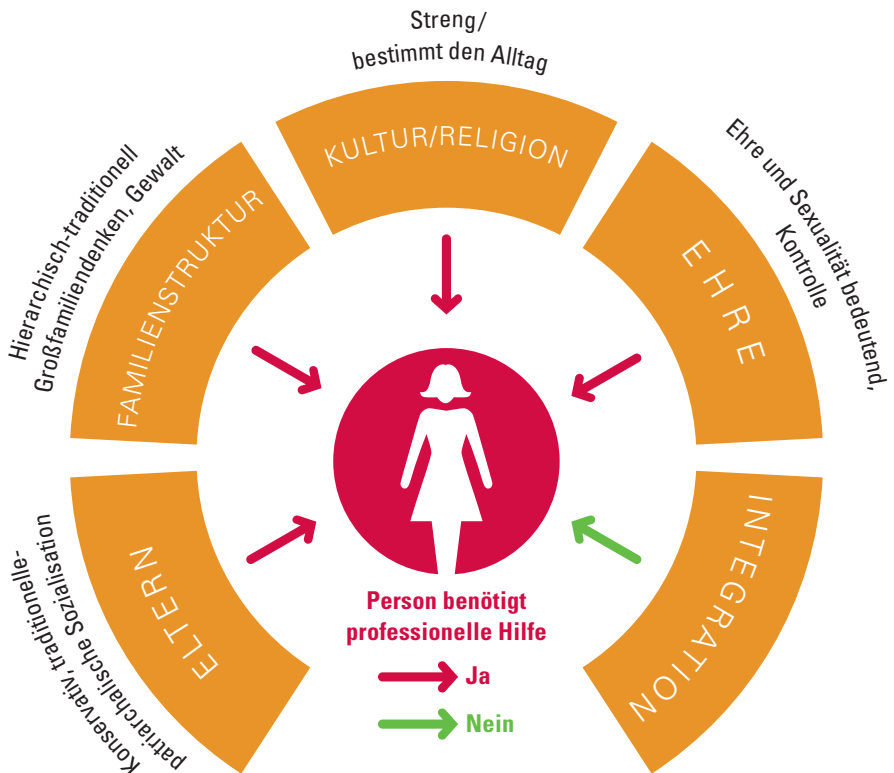 Streng/
bestimmt den Alltag
KULTUR/RELIGION
Hierarchisch-traditionell
Großfamiliendenken, Gewalt
FAMILIENSTRUKTUR
Ehre und Sexualität bedeutend,
Kontrolle
EHRE
Konservativ, traditionelle-
patriarchalische Sozialisation
ELTERN
INTEGRATION
Person benötigt
professionelle Hilfe
Ja
Nein